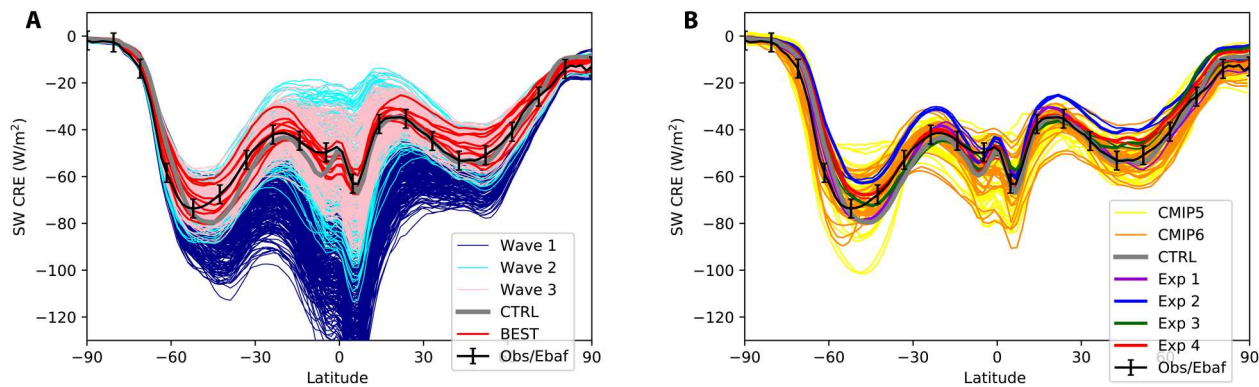 A
0
−20
−40
−60
−80
−100
−120
SW CRE (W/m²)
−90
−60
−30
0
30
90
Latitude
Wave 1
Wave 2
Wave 3
CTRL
BEST
Obs/Ebaf
B
0
−20
−40
−60
−80
−100
−120
SW CRE (W/m²)
−90
−60
−30
0
30
60
90
Latitude
CMIP5
CMIP6
CTRL
Exp 1
Exp 2
Exp 3
Exp 4
Obs/Ebaf